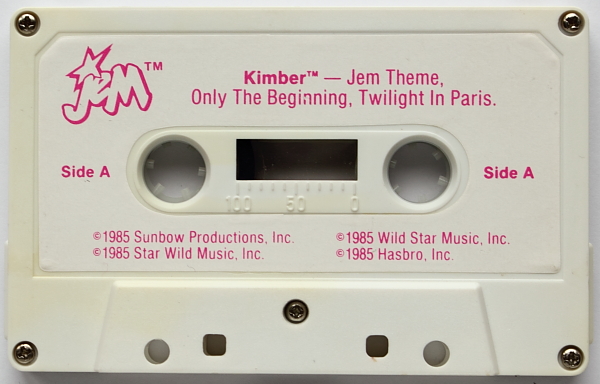 JEM™
Kimber™ — Jem Theme,
Only The Beginning, Twilight In Paris.
Side A
Side A
100 50 0
©1985 Sunbow Productions, Inc.
©1985 Wild Star Music, Inc.
©1985 Star Wild Music, Inc.
©1985 Hasbro, Inc.